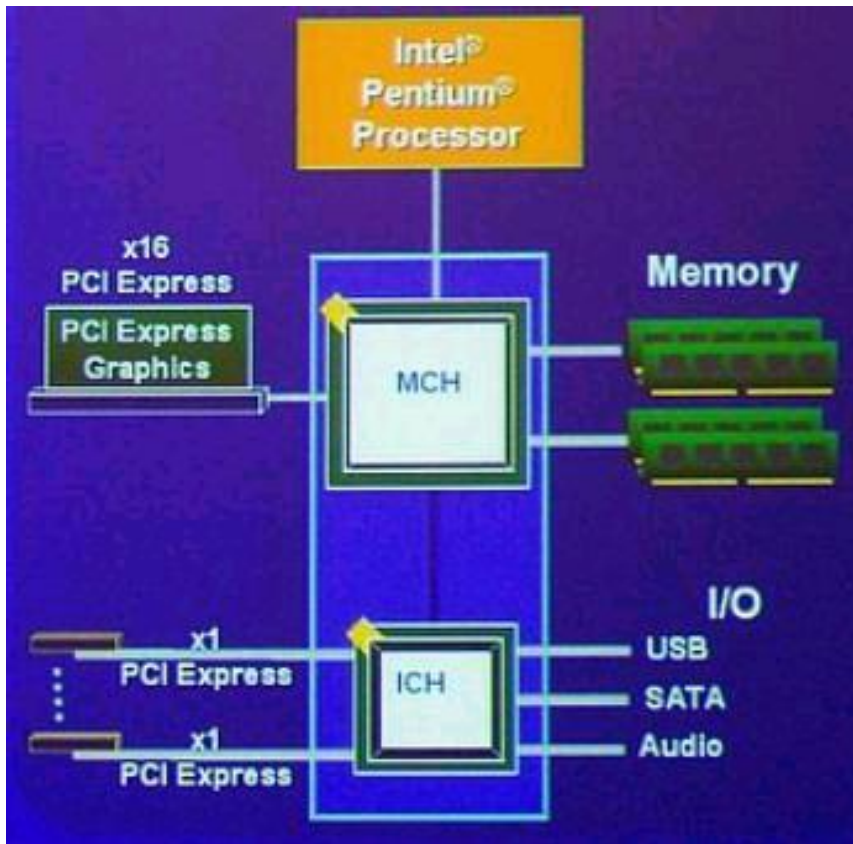 Intel®
Pentium®
Processor
x16
PCI Express
PCI Express
Graphics
MCH
Memory
I/O
x1
PCI Express
x1
PCI Express
ICH
USB
SATA
Audio